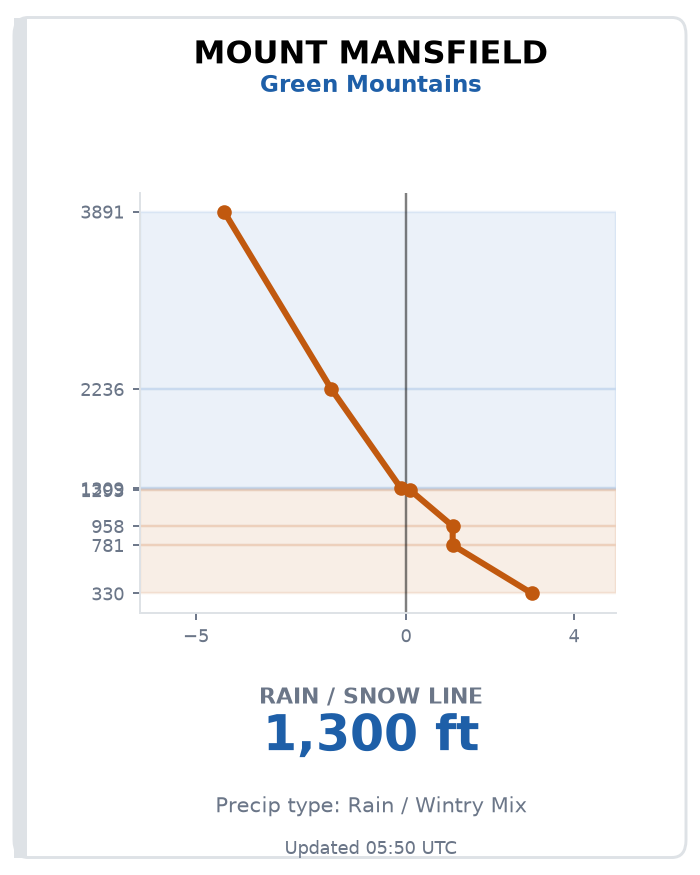 MOUNT MANSFIELD
Green Mountains
3891
2236
958
781
330
−5 0 4
RAIN / SNOW LINE
1,300 ft
Precip type: Rain / Wintry Mix
Updated 05:50 UTC